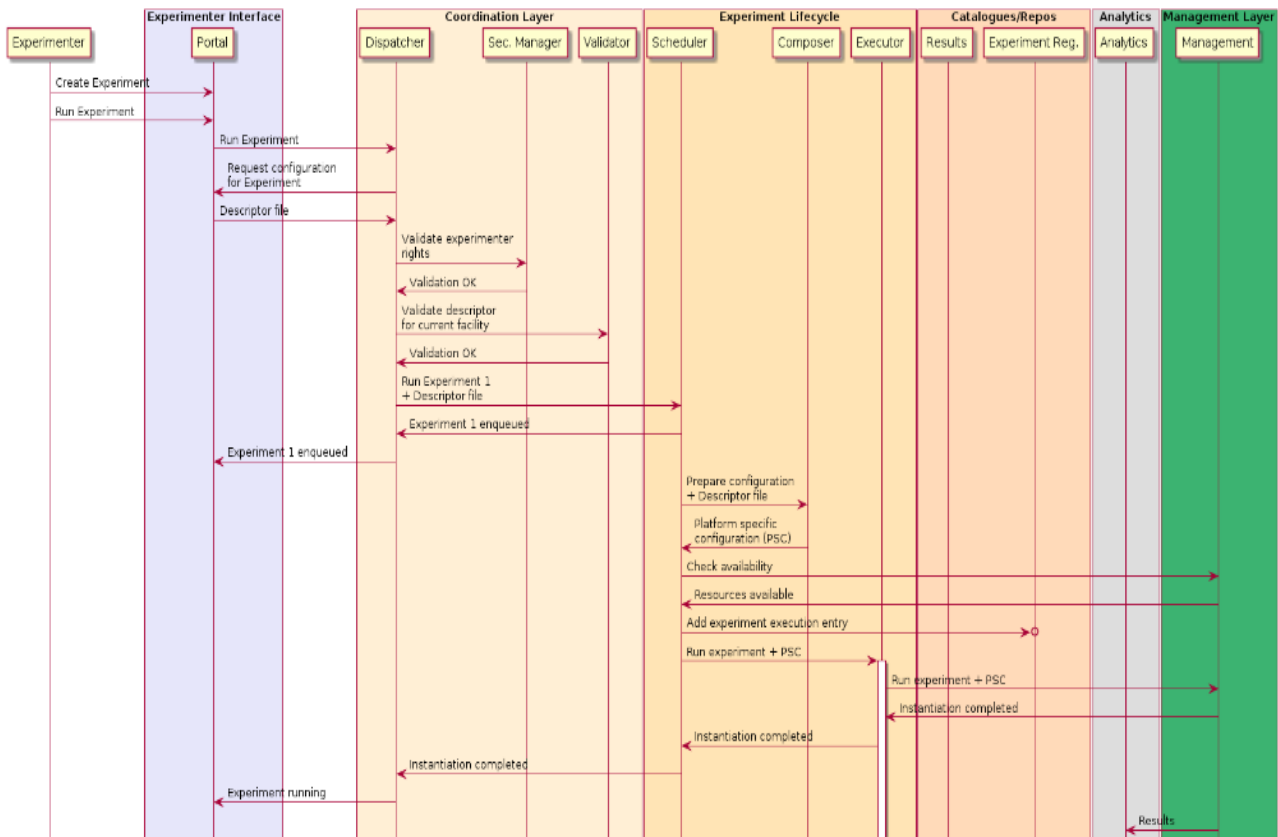 Experimenter Interface
Coordination Layer
Experiment Lifecycle
Catalogues/Repos
Analytics
Management Layer
Experimenter
Portal
Dispatcher
Sec. Manager
Validator
Scheduler
Composer
Executor
Results
Experiment Reg.
Analytics
Management
Create Experiment
Run Experiment
Run Experiment
Request configuration
for Experiment
Descriptor file
Validate experimenter
rights
Validation OK
Validate descriptor
for current facility
Validation OK
Run Experiment 1
+ Descriptor file
Experiment 1 enqueued
Experiment 1 enqueued
Prepare configuration
+ Descriptor file
Platform specific
configuration (PSC)
Check availability
Resources available
Add experiment execution entry
Run experiment + PSC
Run experiment + PSC
Instantiation completed
Instantiation completed
Instantiation completed
Experiment running
Results